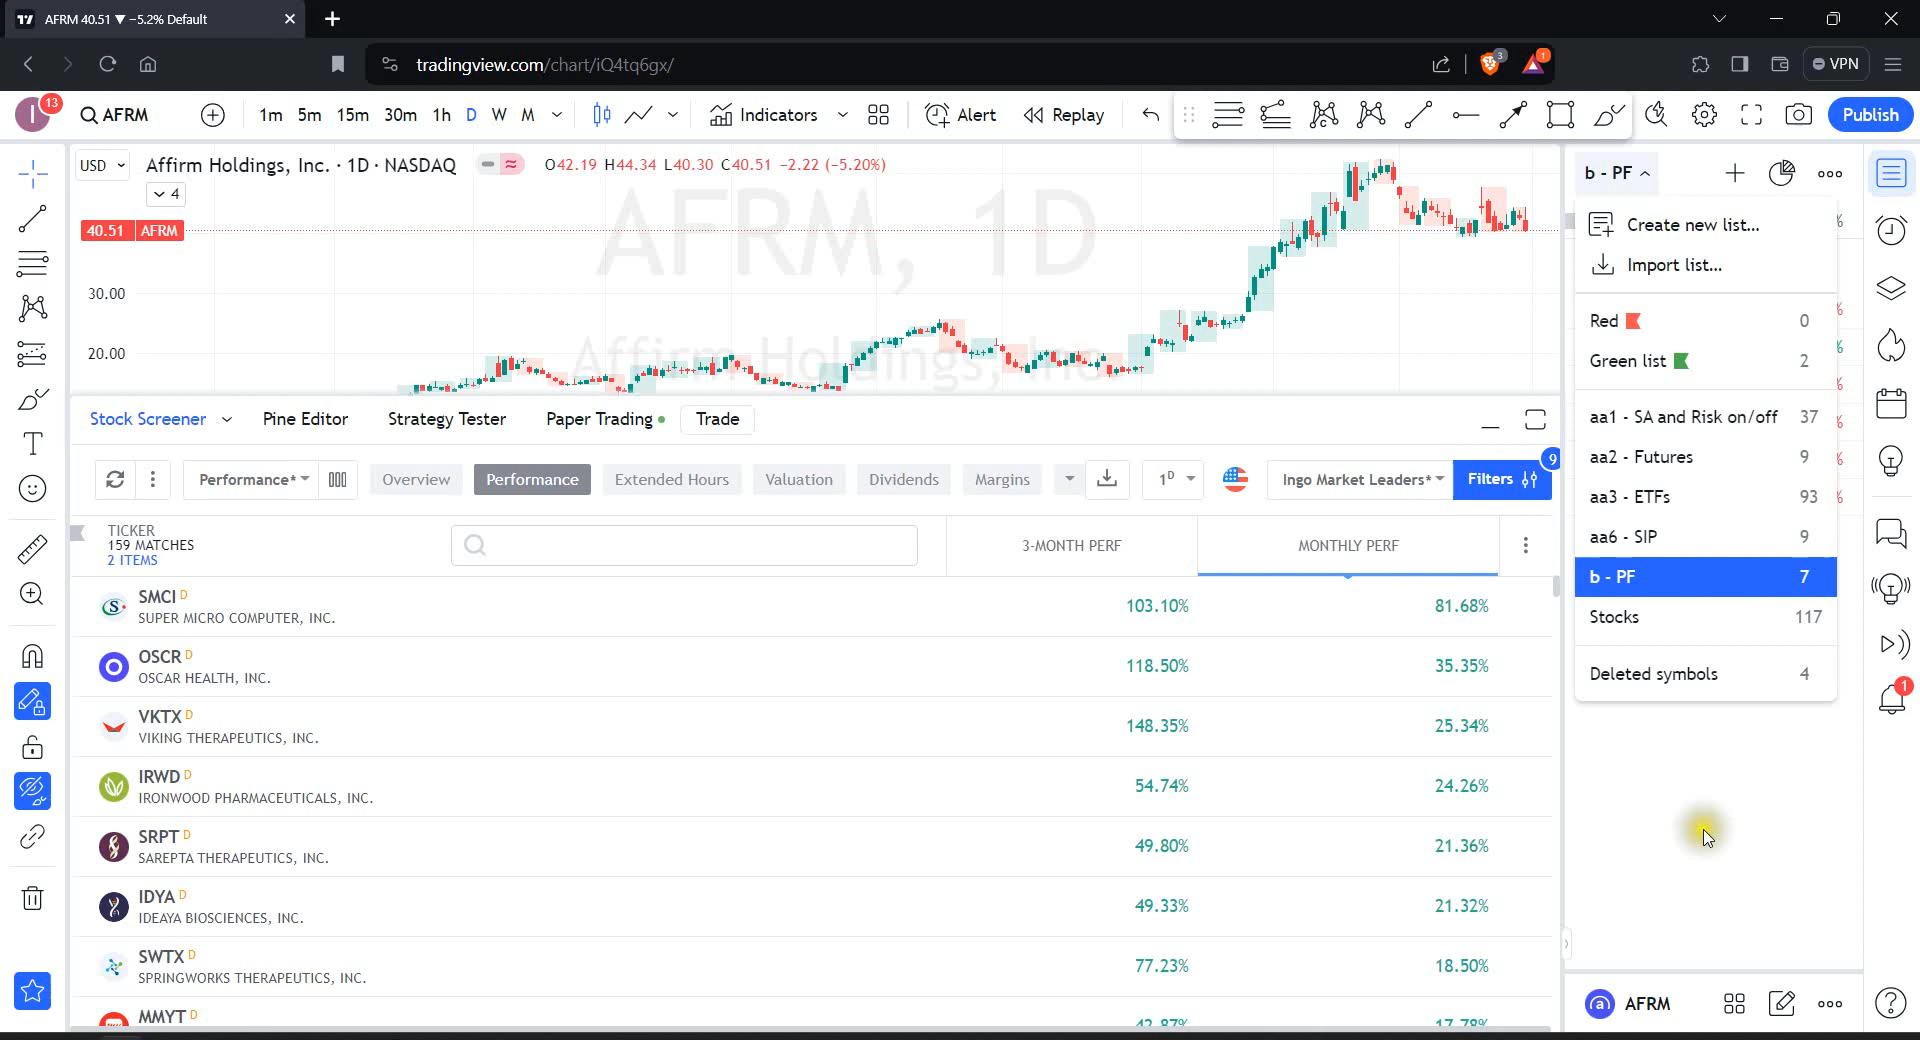 AFRM 40.51 ▼ −5.2% Default
tradingview.com/chart/iQ4tq6gx/
3
1
VPN
I
13
AFRM
1m 5m 15m 30m 1h D W M
Indicators
Alert
Replay
Publish
USD
Affirm Holdings, Inc. · 1D · NASDAQ
O42.19 H44.34 L40.30 C40.51 −2.22 (−5.20%)
4
AFRM, 1D
Affirm Holdings, Inc.
40.51 AFRM
30.00
20.00
b - PF
Create new list...
Import list...
Red 0
Green list 2
aa1 - SA and Risk on/off 37
aa2 - Futures 9
aa3 - ETFs 93
aa6 - SIP 9
b - PF 7
Stocks 117
Deleted symbols 4
%
%
%
%
%
%
%
1
Stock Screener
Pine Editor
Strategy Tester
Paper Trading
Trade
Performance*
Overview
Performance
Extended Hours
Valuation
Dividends
Margins
1D
Ingo Market Leaders*
Filters
9
TICKER
159 MATCHES
2 ITEMS
3-MONTH PERF
MONTHLY PERF
SMCI D
SUPER MICRO COMPUTER, INC.
103.10% 81.68%
OSCR D
OSCAR HEALTH, INC.
118.50% 35.35%
VKTX D
VIKING THERAPEUTICS, INC.
148.35% 25.34%
IRWD D
IRONWOOD PHARMACEUTICALS, INC.
54.74% 24.26%
SRPT D
SAREPTA THERAPEUTICS, INC.
49.80% 21.36%
IDYA D
IDEAYA BIOSCIENCES, INC.
49.33% 21.32%
SWTX D
SPRINGWORKS THERAPEUTICS, INC.
77.23% 18.50%
MMYT D
42.87% 17.78%
AFRM